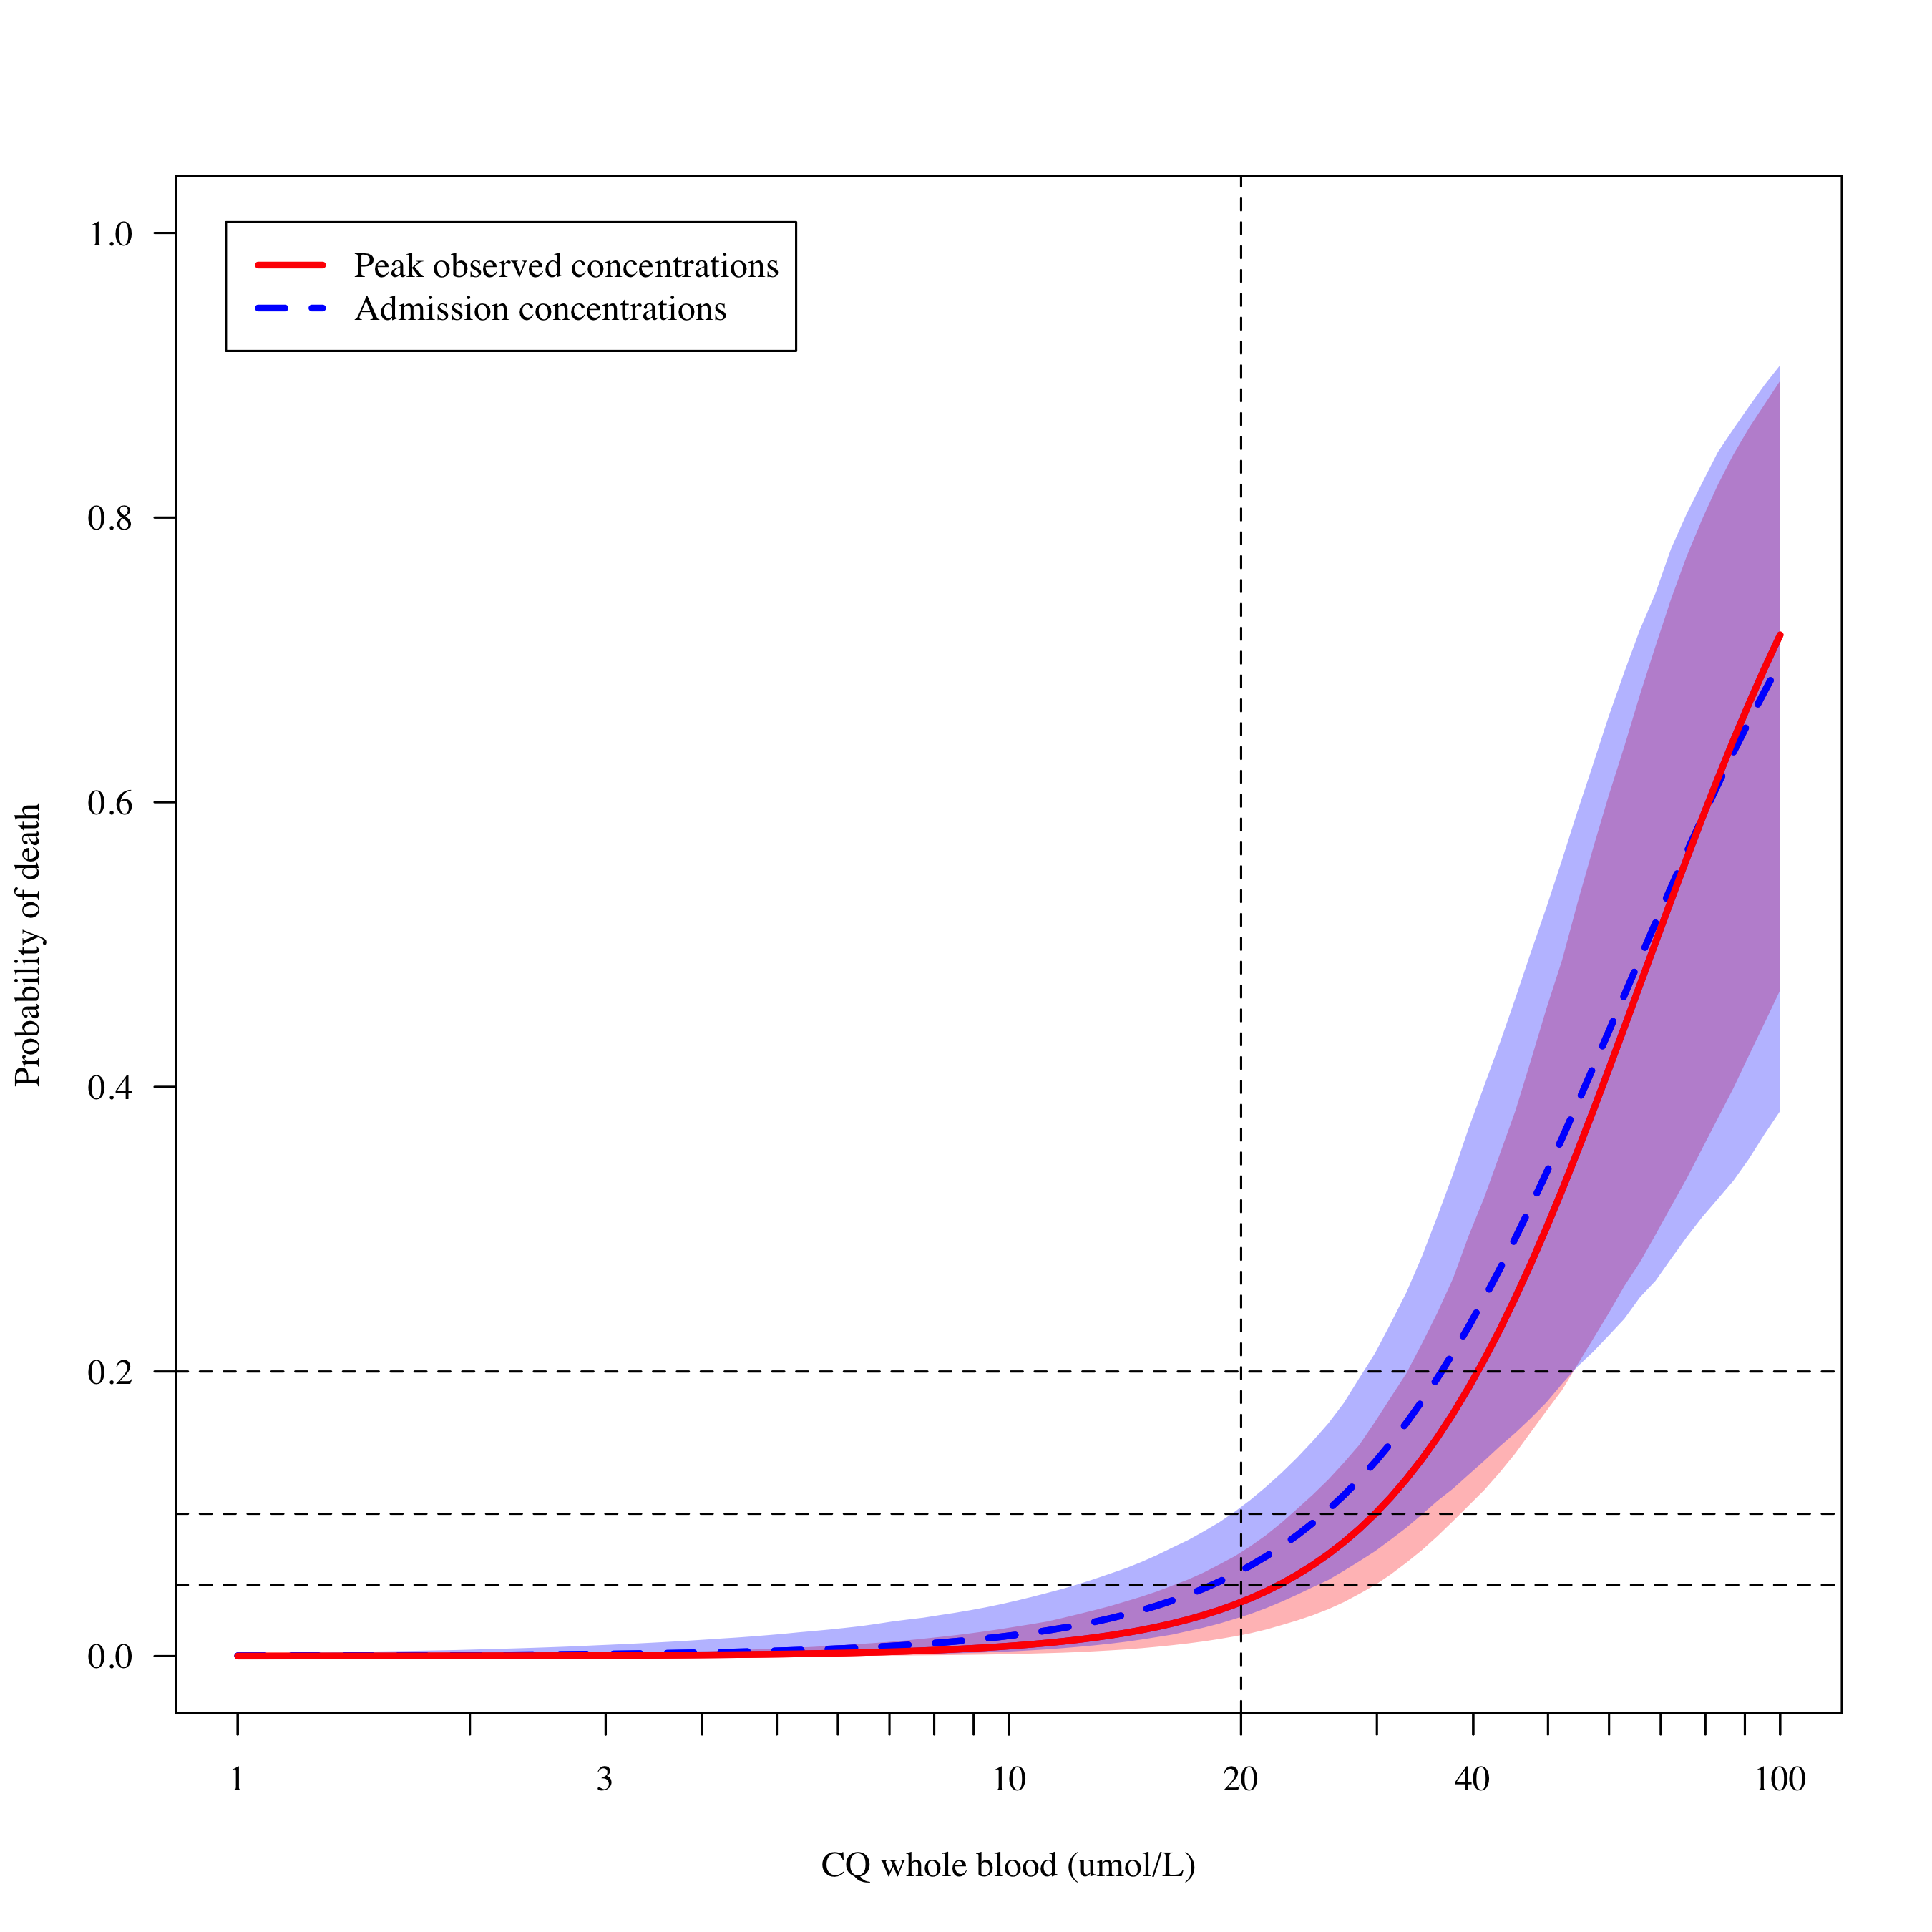 Peak observed concentrations
Admission concentrations
Probability of death
1.0
0.8
0.6
0.4
0.2
0.0
1 3 10 20 40 100
CQ whole blood (umol/L)